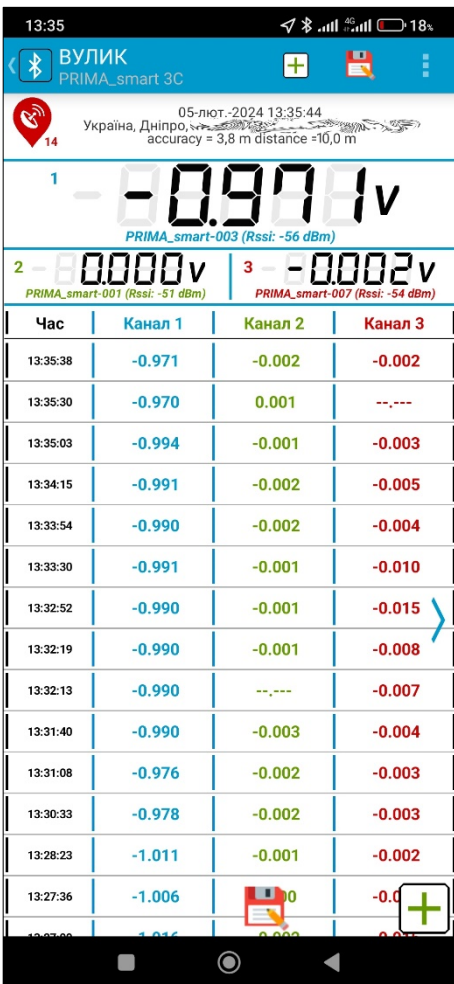 13:35 4G 18%
ВУЛИК
PRIMA_smart 3C
14
05-лют.-2024 13:35:44
Україна, Дніпро,
accuracy = 3,8 m distance =10,0 m
1 -0.971 v
PRIMA_smart-003 (Rssi: -56 dBm)
2 0.000 v 3 -0.002 v
PRIMA_smart-001 (Rssi: -51 dBm) PRIMA_smart-007 (Rssi: -54 dBm)
Час Канал 1 Канал 2 Канал 3
13:35:38 -0.971 -0.002 -0.002
13:35:30 -0.970 0.001 --.---
13:35:03 -0.994 -0.001 -0.003
13:34:15 -0.991 -0.002 -0.005
13:33:54 -0.990 -0.002 -0.004
13:33:30 -0.991 -0.001 -0.010
13:32:52 -0.990 -0.001 -0.015
13:32:19 -0.990 -0.001 -0.008
13:32:13 -0.990 --.--- -0.007
13:31:40 -0.990 -0.003 -0.004
13:31:08 -0.976 -0.002 -0.003
13:30:33 -0.978 -0.002 -0.003
13:28:23 -1.011 -0.001 -0.002
13:27:36 -1.006